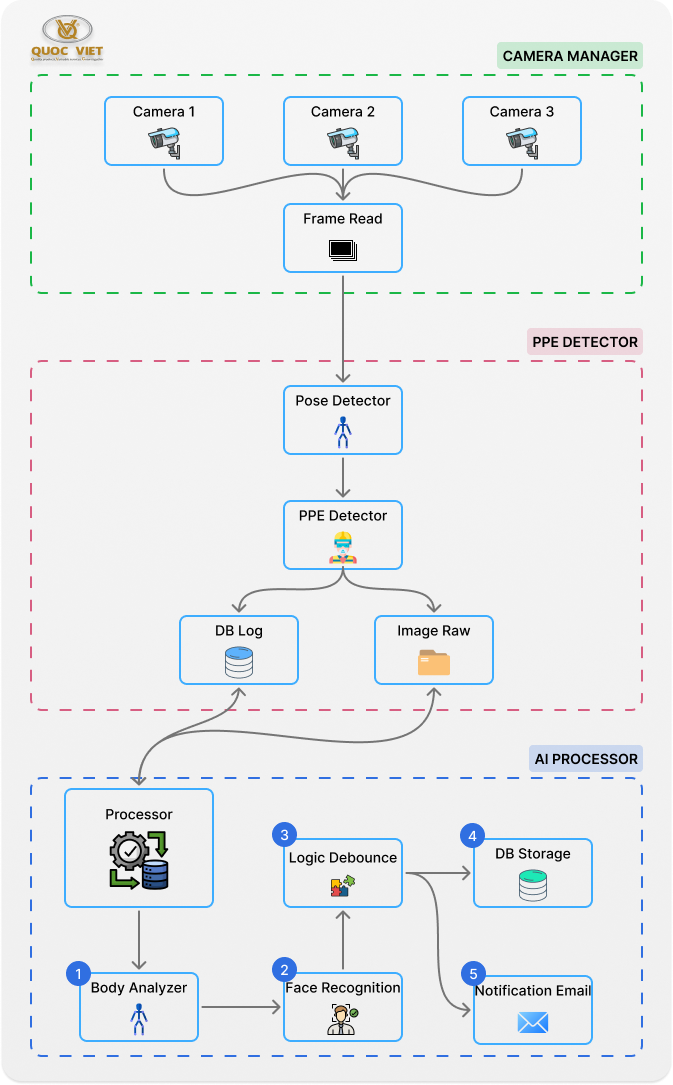 QUOC VIET
CAMERA MANAGER
Camera 1
Camera 2
Camera 3
Frame Read
PPE DETECTOR
Pose Detector
PPE Detector
DB Log
Image Raw
AI PROCESSOR
Processor
3
Logic Debounce
4
DB Storage
1
Body Analyzer
2
Face Recognition
5
Notification Email